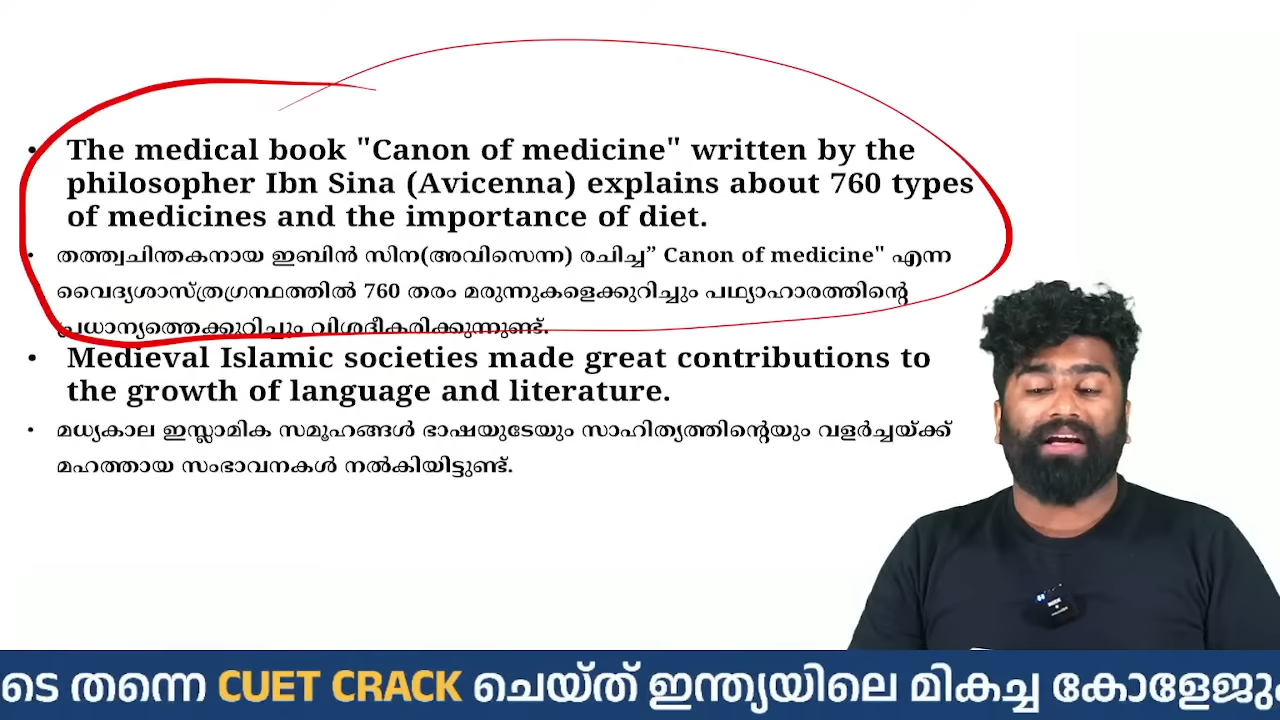 • The medical book "Canon of medicine" written by the
philosopher Ibn Sina (Avicenna) explains about 760 types
of medicines and the importance of diet.
• തത്ത്വചിന്തകനായ ഇബിൻ സിന(അവിസെന്ന) രചിച്ച” Canon of medicine" എന്ന
വൈദ്യശാസ്ത്രഗ്രന്ഥത്തിൽ 760 തരം മരുന്നുകളെക്കുറിച്ചും പഥ്യാഹാരത്തിന്റെ
പ്രധാന്യത്തെക്കുറിച്ചും വിശദീകരിക്കുന്നുണ്ട്.
• Medieval Islamic societies made great contributions to
the growth of language and literature.
• മധ്യകാല ഇസ്ലാമിക സമൂഹങ്ങൾ ഭാഷയുടേയും സാഹിത്യത്തിന്റെയും വളർച്ചയ്ക്ക്
മഹത്തായ സംഭാവനകൾ നൽകിയിട്ടുണ്ട്.
ടെ തന്നെ CUET CRACK ചെയ്ത് ഇന്ത്യയിലെ മികച്ച